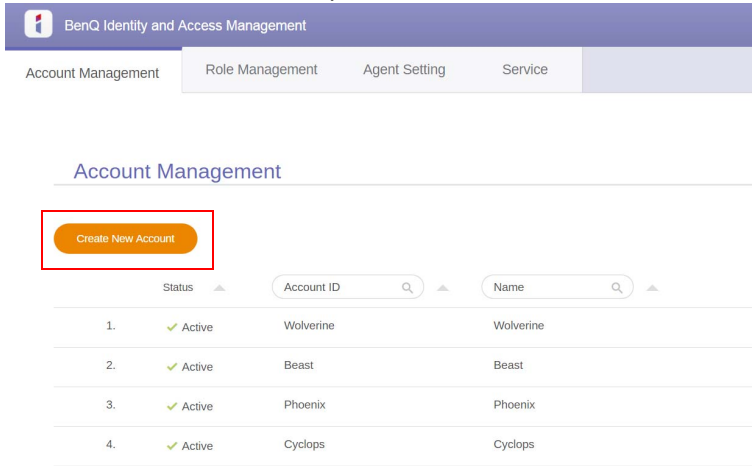 BenQ Identity and Access Management
Account Management Role Management Agent Setting Service
Account Management
Create New Account
Status Account ID Name
1. Active Wolverine Wolverine
2. Active Beast Beast
3. Active Phoenix Phoenix
4. Active Cyclops Cyclops